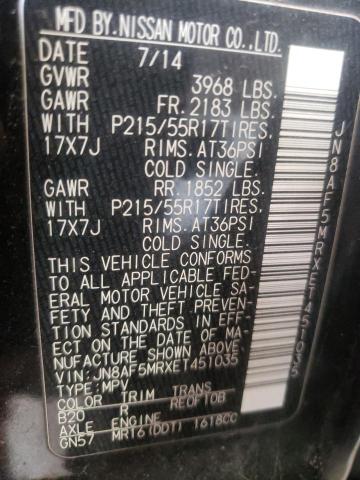 MFD BY.NISSAN MOTOR CO.,LTD.
DATE 7/14
GVWR 3968 LBS.
GAWR FR. 2183 LBS.
WITH P215/55R17TIRES,
17X7J RIMS. AT36PSI
COLD SINGLE.
GAWR RR. 1852 LBS.
WITH P215/55R17TIRES,
17X7J RIMS. AT36PSI
COLD SINGLE.
THIS VEHICLE CONFORMS
TO ALL APPLICABLE FED-
ERAL MOTOR VEHICLE SA-
FETY AND THEFT PREVEN-
TION STANDARDS IN EFF-
ECT ON THE DATE OF MA-
NUFACTURE SHOWN ABOVE.
VIN:JN8AF5MRXET451035
TYPE:MPV
COLOR TRIM TRANS
B20 R RE0F10B
AXLE ENGINE
GN57 MR16(DDT) 1618CC
JN8AF5MRXET451035